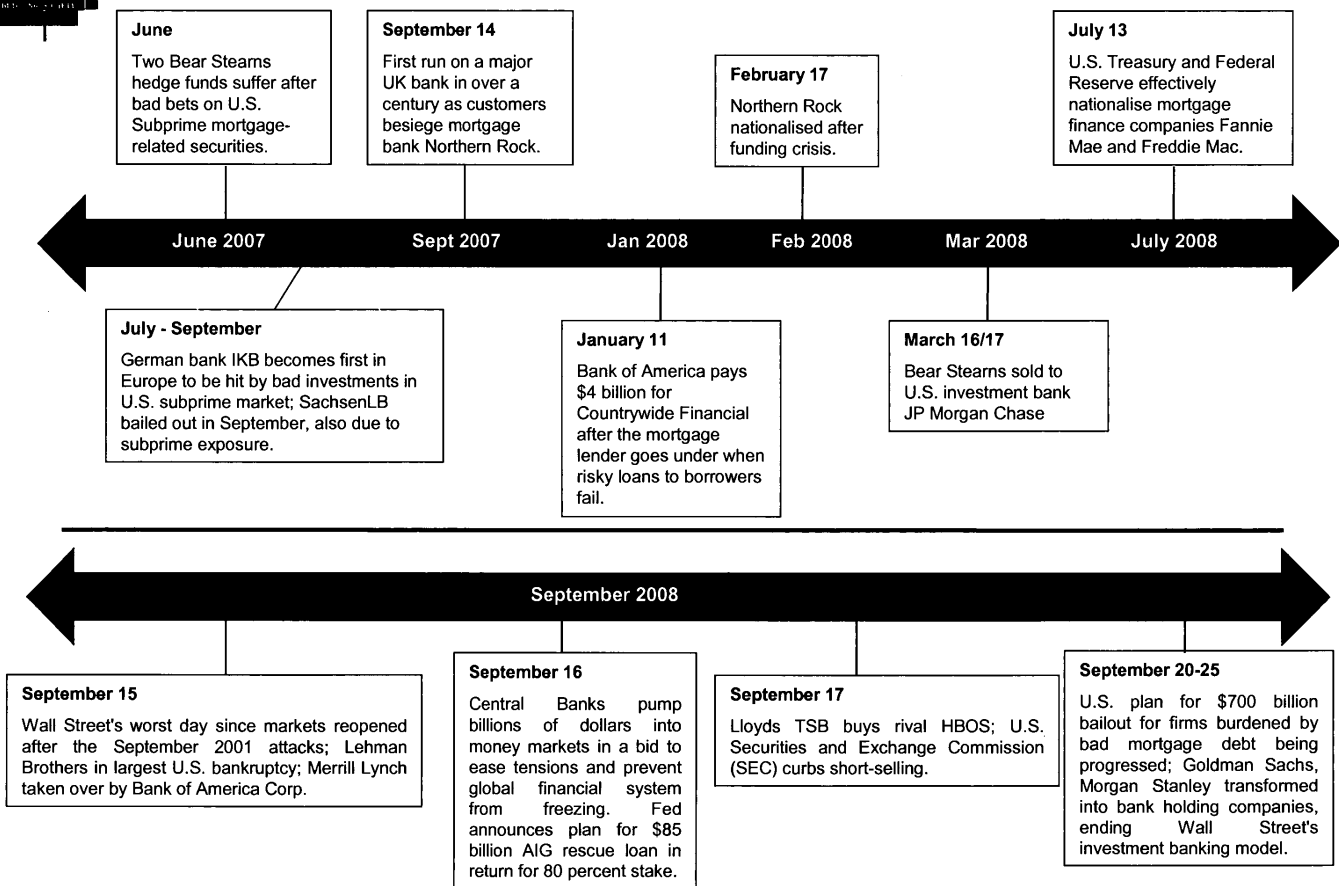 June
Two Bear Stearns
hedge funds suffer after
bad bets on U.S.
Subprime mortgage-
related securities.
September 14
First run on a major
UK bank in over a
century as customers
besiege mortgage
bank Northern Rock.
February 17
Northern Rock
nationalised after
funding crisis.
July 13
U.S. Treasury and Federal
Reserve effectively
nationalise mortgage
finance companies Fannie
Mae and Freddie Mac.
June 2007
Sept 2007
Jan 2008
Feb 2008
Mar 2008
July 2008
July - September
German bank IKB becomes first in
Europe to be hit by bad investments in
U.S. subprime market; SachsenLB
bailed out in September, also due to
subprime exposure.
January 11
Bank of America pays
$4 billion for
Countrywide Financial
after the mortgage
lender goes under when
risky loans to borrowers
fail.
March 16/17
Bear Stearns sold to
U.S. investment bank
JP Morgan Chase
September 2008
September 15
Wall Street's worst day since markets reopened
after the September 2001 attacks; Lehman
Brothers in largest U.S. bankruptcy; Merrill Lynch
taken over by Bank of America Corp.
September 16
Central Banks pump
billions of dollars into
money markets in a bid to
ease tensions and prevent
global financial system
from freezing. Fed
announces plan for $85
billion AIG rescue loan in
return for 80 percent stake.
September 17
Lloyds TSB buys rival HBOS; U.S.
Securities and Exchange Commission
(SEC) curbs short-selling.
September 20-25
U.S. plan for $700 billion
bailout for firms burdened by
bad mortgage debt being
progressed; Goldman Sachs,
Morgan Stanley transformed
into bank holding companies,
ending Wall Street's
investment banking model.